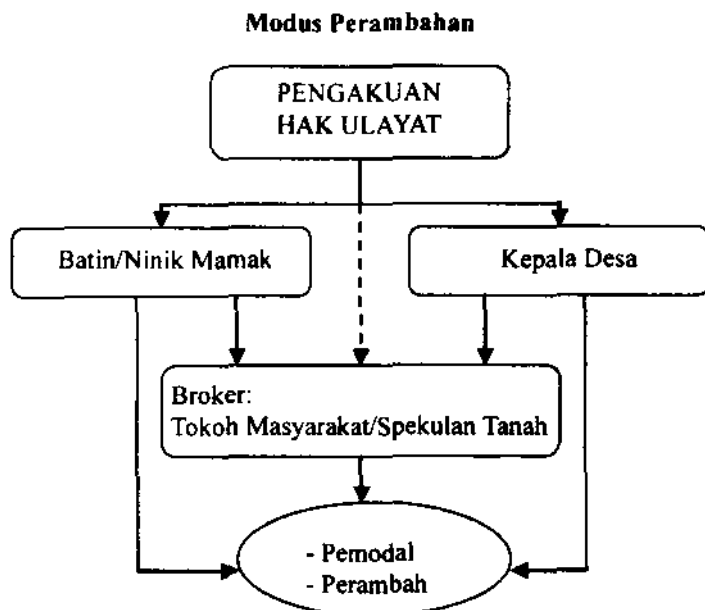 Modus Perambahan
PENGAKUAN
HAK ULAYAT
Batin/Ninik Mamak
Kepala Desa
Broker:
Tokoh Masyarakat/Spekulan Tanah
- Pemodal
- Perambah